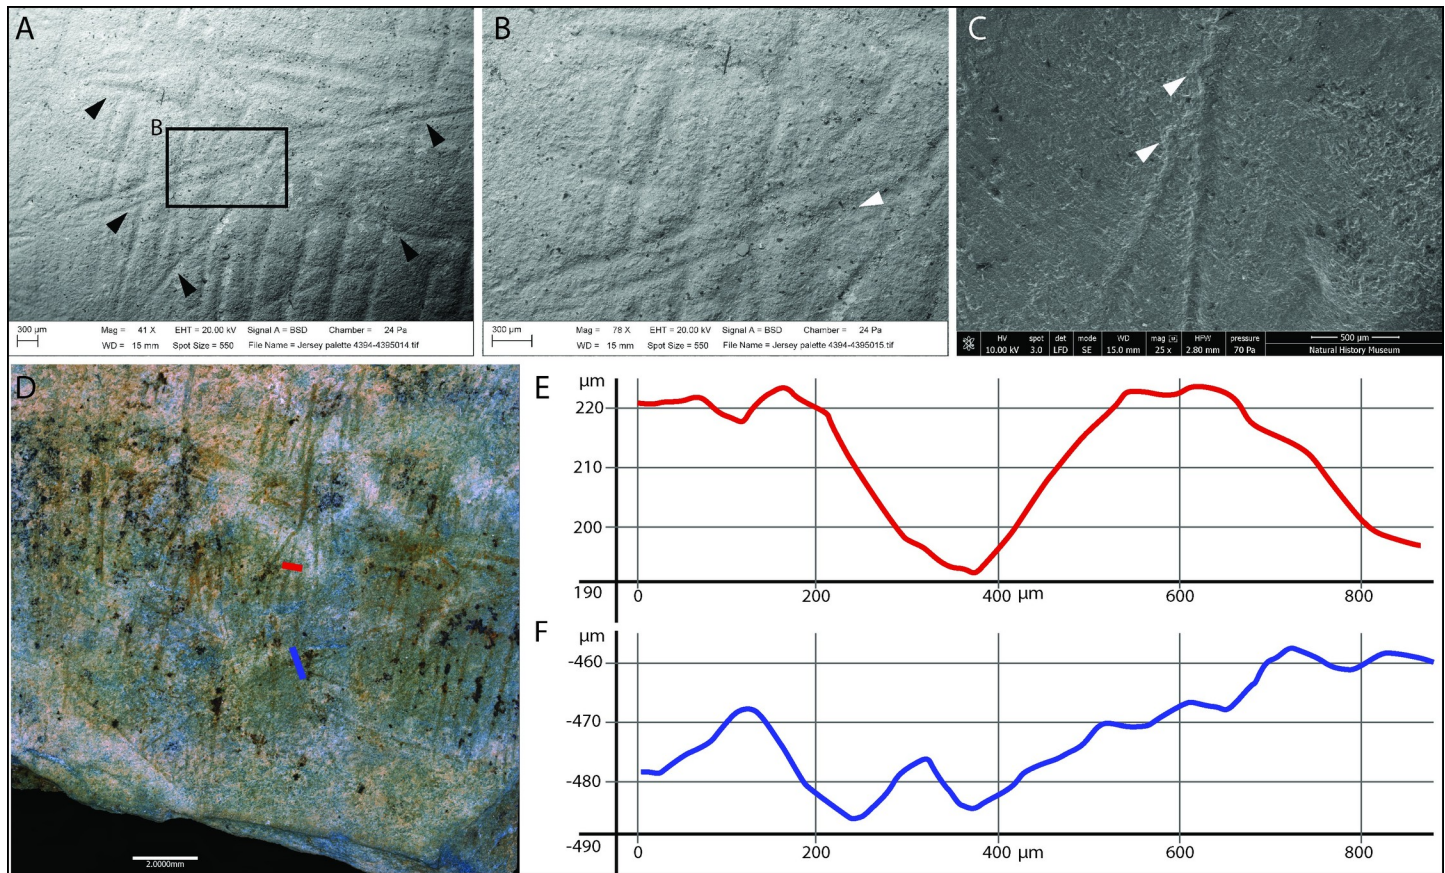 A
B
B
C
300 µm
Mag = 41 X EHT = 20.00 kV Signal A = BSD Chamber = 24 Pa
WD = 15 mm Spot Size = 550 File Name = Jersey palette 4394-4395014.tif
300 µm
Mag = 78 X EHT = 20.00 kV Signal A = BSD Chamber = 24 Pa
WD = 15 mm Spot Size = 550 File Name = Jersey palette 4394-4395015.tif
HV spot det mode WD mag HFW pressure 500 µm
10.00 kV 3.0 LFD SE 15.0 mm 25 x 2.80 mm 70 Pa Natural History Museum
D
2.0000mm
E
µm
220
210
200
190
0 200 400 µm 600 800
F
µm
-460
-470
-480
-490
0 200 400 µm 600 800